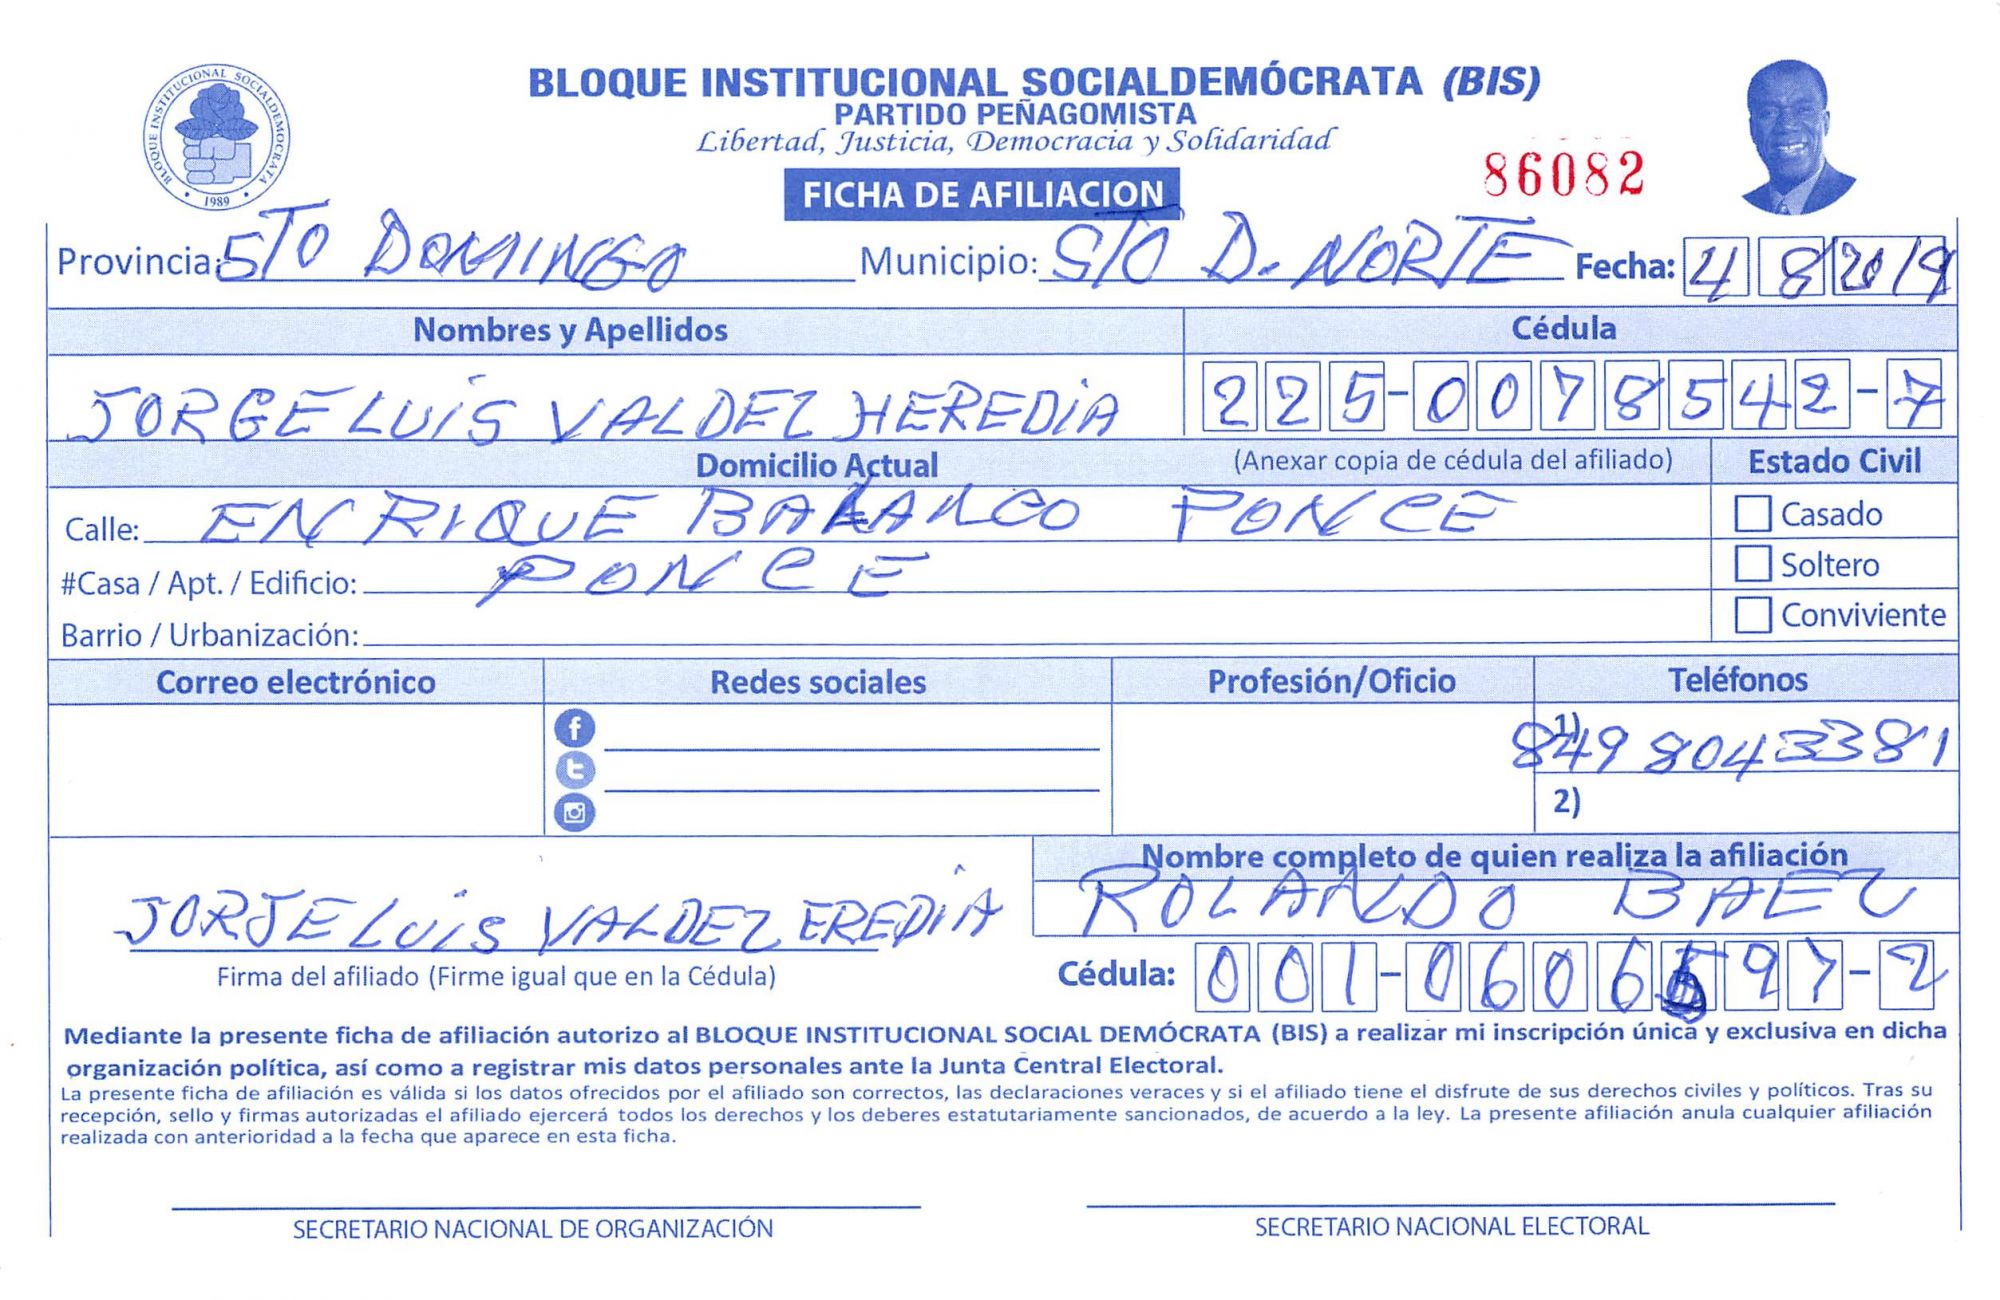 BLOQUE INSTITUCIONAL SOCIALDEMÓCRATA (BIS)
PARTIDO PEÑAGOMISTA
Libertad, Justicia, Democracia y Solidaridad
BLOQUE INSTITUCIONAL SOCIALDEMOCRATA
1989
86082
FICHA DE AFILIACION
Provincia: STO DOMINGO Municipio: STO D. NORTE Fecha: 4 8 2019
Nombres y Apellidos Cédula
JORGE LUIS VALDEZ HEREDIA 225-0078542-7
Domicilio Actual (Anexar copia de cédula del afiliado) Estado Civil
Calle: ENRIQUE PONCE Casado
#Casa / Apt. / Edificio: PONCE Soltero
Barrio / Urbanización: Conviviente
Correo electrónico Redes sociales Profesión/Oficio Teléfonos
1) 849 8043381
2)
Nombre completo de quien realiza la afiliación
JORJE LUIS VALDEZ EREDIA ROLANDO BAEZ
Firma del afiliado (Firme igual que en la Cédula) Cédula: 001-0606597-2
Mediante la presente ficha de afiliación autorizo al BLOQUE INSTITUCIONAL SOCIAL DEMÓCRATA (BIS) a realizar mi inscripción única y exclusiva en dicha
organización política, así como a registrar mis datos personales ante la Junta Central Electoral.
La presente ficha de afiliación es válida si los datos ofrecidos por el afiliado son correctos, las declaraciones veraces y si el afiliado tiene el disfrute de sus derechos civiles y políticos. Tras su
recepción, sello y firmas autorizadas el afiliado ejercerá todos los derechos y los deberes estatutariamente sancionados, de acuerdo a la ley. La presente afiliación anula cualquier afiliación
realizada con anterioridad a la fecha que aparece en esta ficha.
SECRETARIO NACIONAL DE ORGANIZACIÓN SECRETARIO NACIONAL ELECTORAL